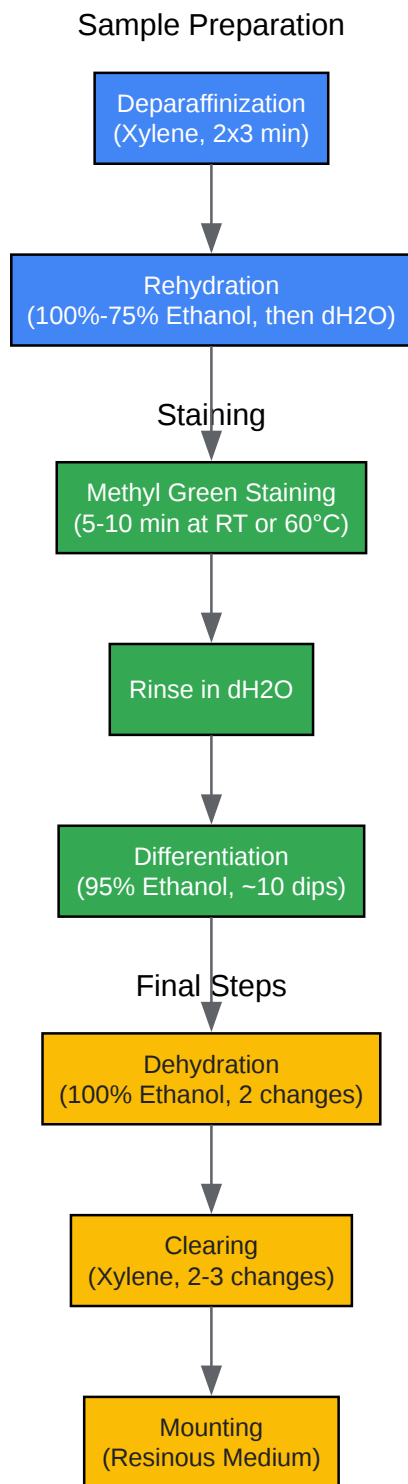 Sample Preparation
Deparaffinization
(Xylene, 2x3 min)
Rehydration
(100%-75% Ethanol, then dH2O)
Staining
Methyl Green Staining
(5-10 min at RT or 60°C)
Rinse in dH2O
Differentiation
(95% Ethanol, ~10 dips)
Final Steps
Dehydration
(100% Ethanol, 2 changes)
Clearing
(Xylene, 2-3 changes)
Mounting
(Resinous Medium)